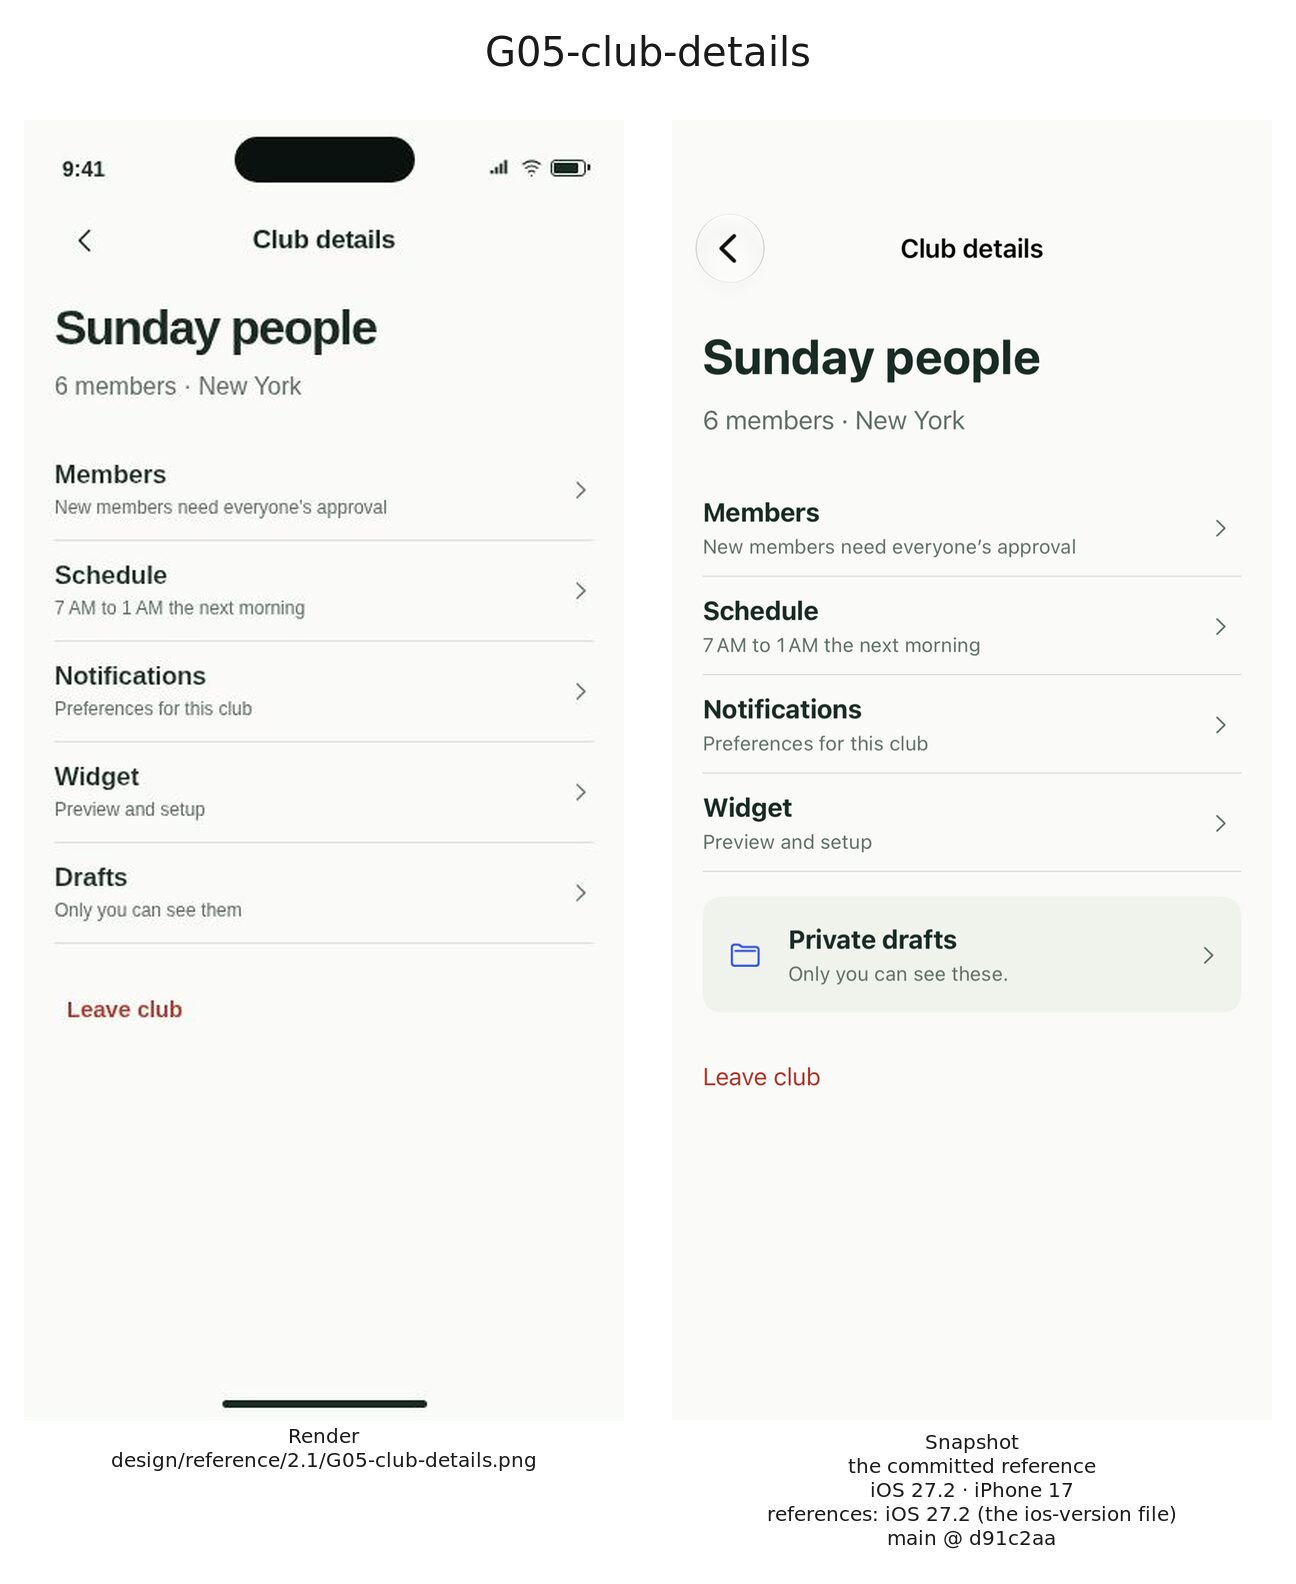 G05-club-details
9:41
Club details
Sunday people
6 members · New York
Members
New members need everyone's approval
Schedule
7 AM to 1 AM the next morning
Notifications
Preferences for this club
Widget
Preview and setup
Drafts
Only you can see them
Leave club
Render
design/reference/2.1/G05-club-details.png
Club details
Sunday people
6 members · New York
Members
New members need everyone’s approval
Schedule
7 AM to 1 AM the next morning
Notifications
Preferences for this club
Widget
Preview and setup
Private drafts
Only you can see these.
Leave club
Snapshot
the committed reference
iOS 27.2 · iPhone 17
references: iOS 27.2 (the ios-version file)
main @ d91c2aa